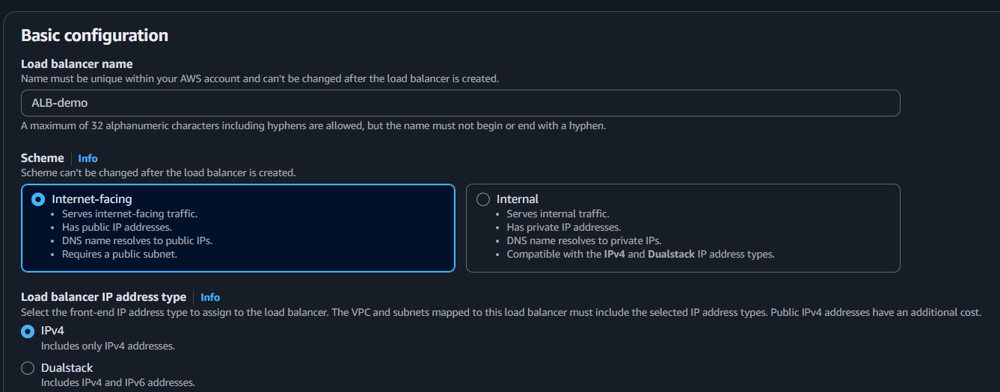 Basic configuration
Load balancer name
Name must be unique within your AWS account and can't be changed after the load balancer is created.
ALB-demo
A maximum of 32 alphanumeric characters including hyphens are allowed, but the name must not begin or end with a hyphen.
Scheme Info
Scheme can't be changed after the load balancer is created.
Internet-facing
• Serves internet-facing traffic.
• Has public IP addresses.
• DNS name resolves to public IPs.
• Requires a public subnet.
Internal
• Serves internal traffic.
• Has private IP addresses.
• DNS name resolves to private IPs.
• Compatible with the IPv4 and Dualstack IP address types.
Load balancer IP address type Info
Select the front-end IP address type to assign to the load balancer. The VPC and subnets mapped to this load balancer must include the selected IP address types. Public IPv4 addresses have an additional cost.
IPv4
Includes only IPv4 addresses.
Dualstack
Includes IPv4 and IPv6 addresses.